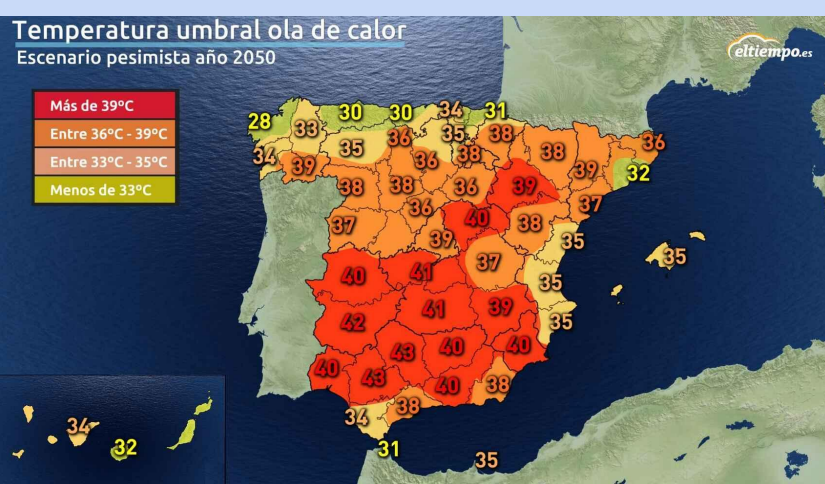 Temperatura umbral ola de calor
Escenario pesimista año 2050
eltiempo.es
Más de 39ºC
Entre 36ºC - 39ºC
Entre 33ºC - 35ºC
Menos de 33ºC
28 33 30 30 34 31
34 39 35 36 36 35 38 38 38 39 36
38 38 36 39 32
37 36 40 38 37
39 37 35 35
40 41 35
42 41 39 35
40 43 40 40
43 40 38
34 38
31 35
34 32